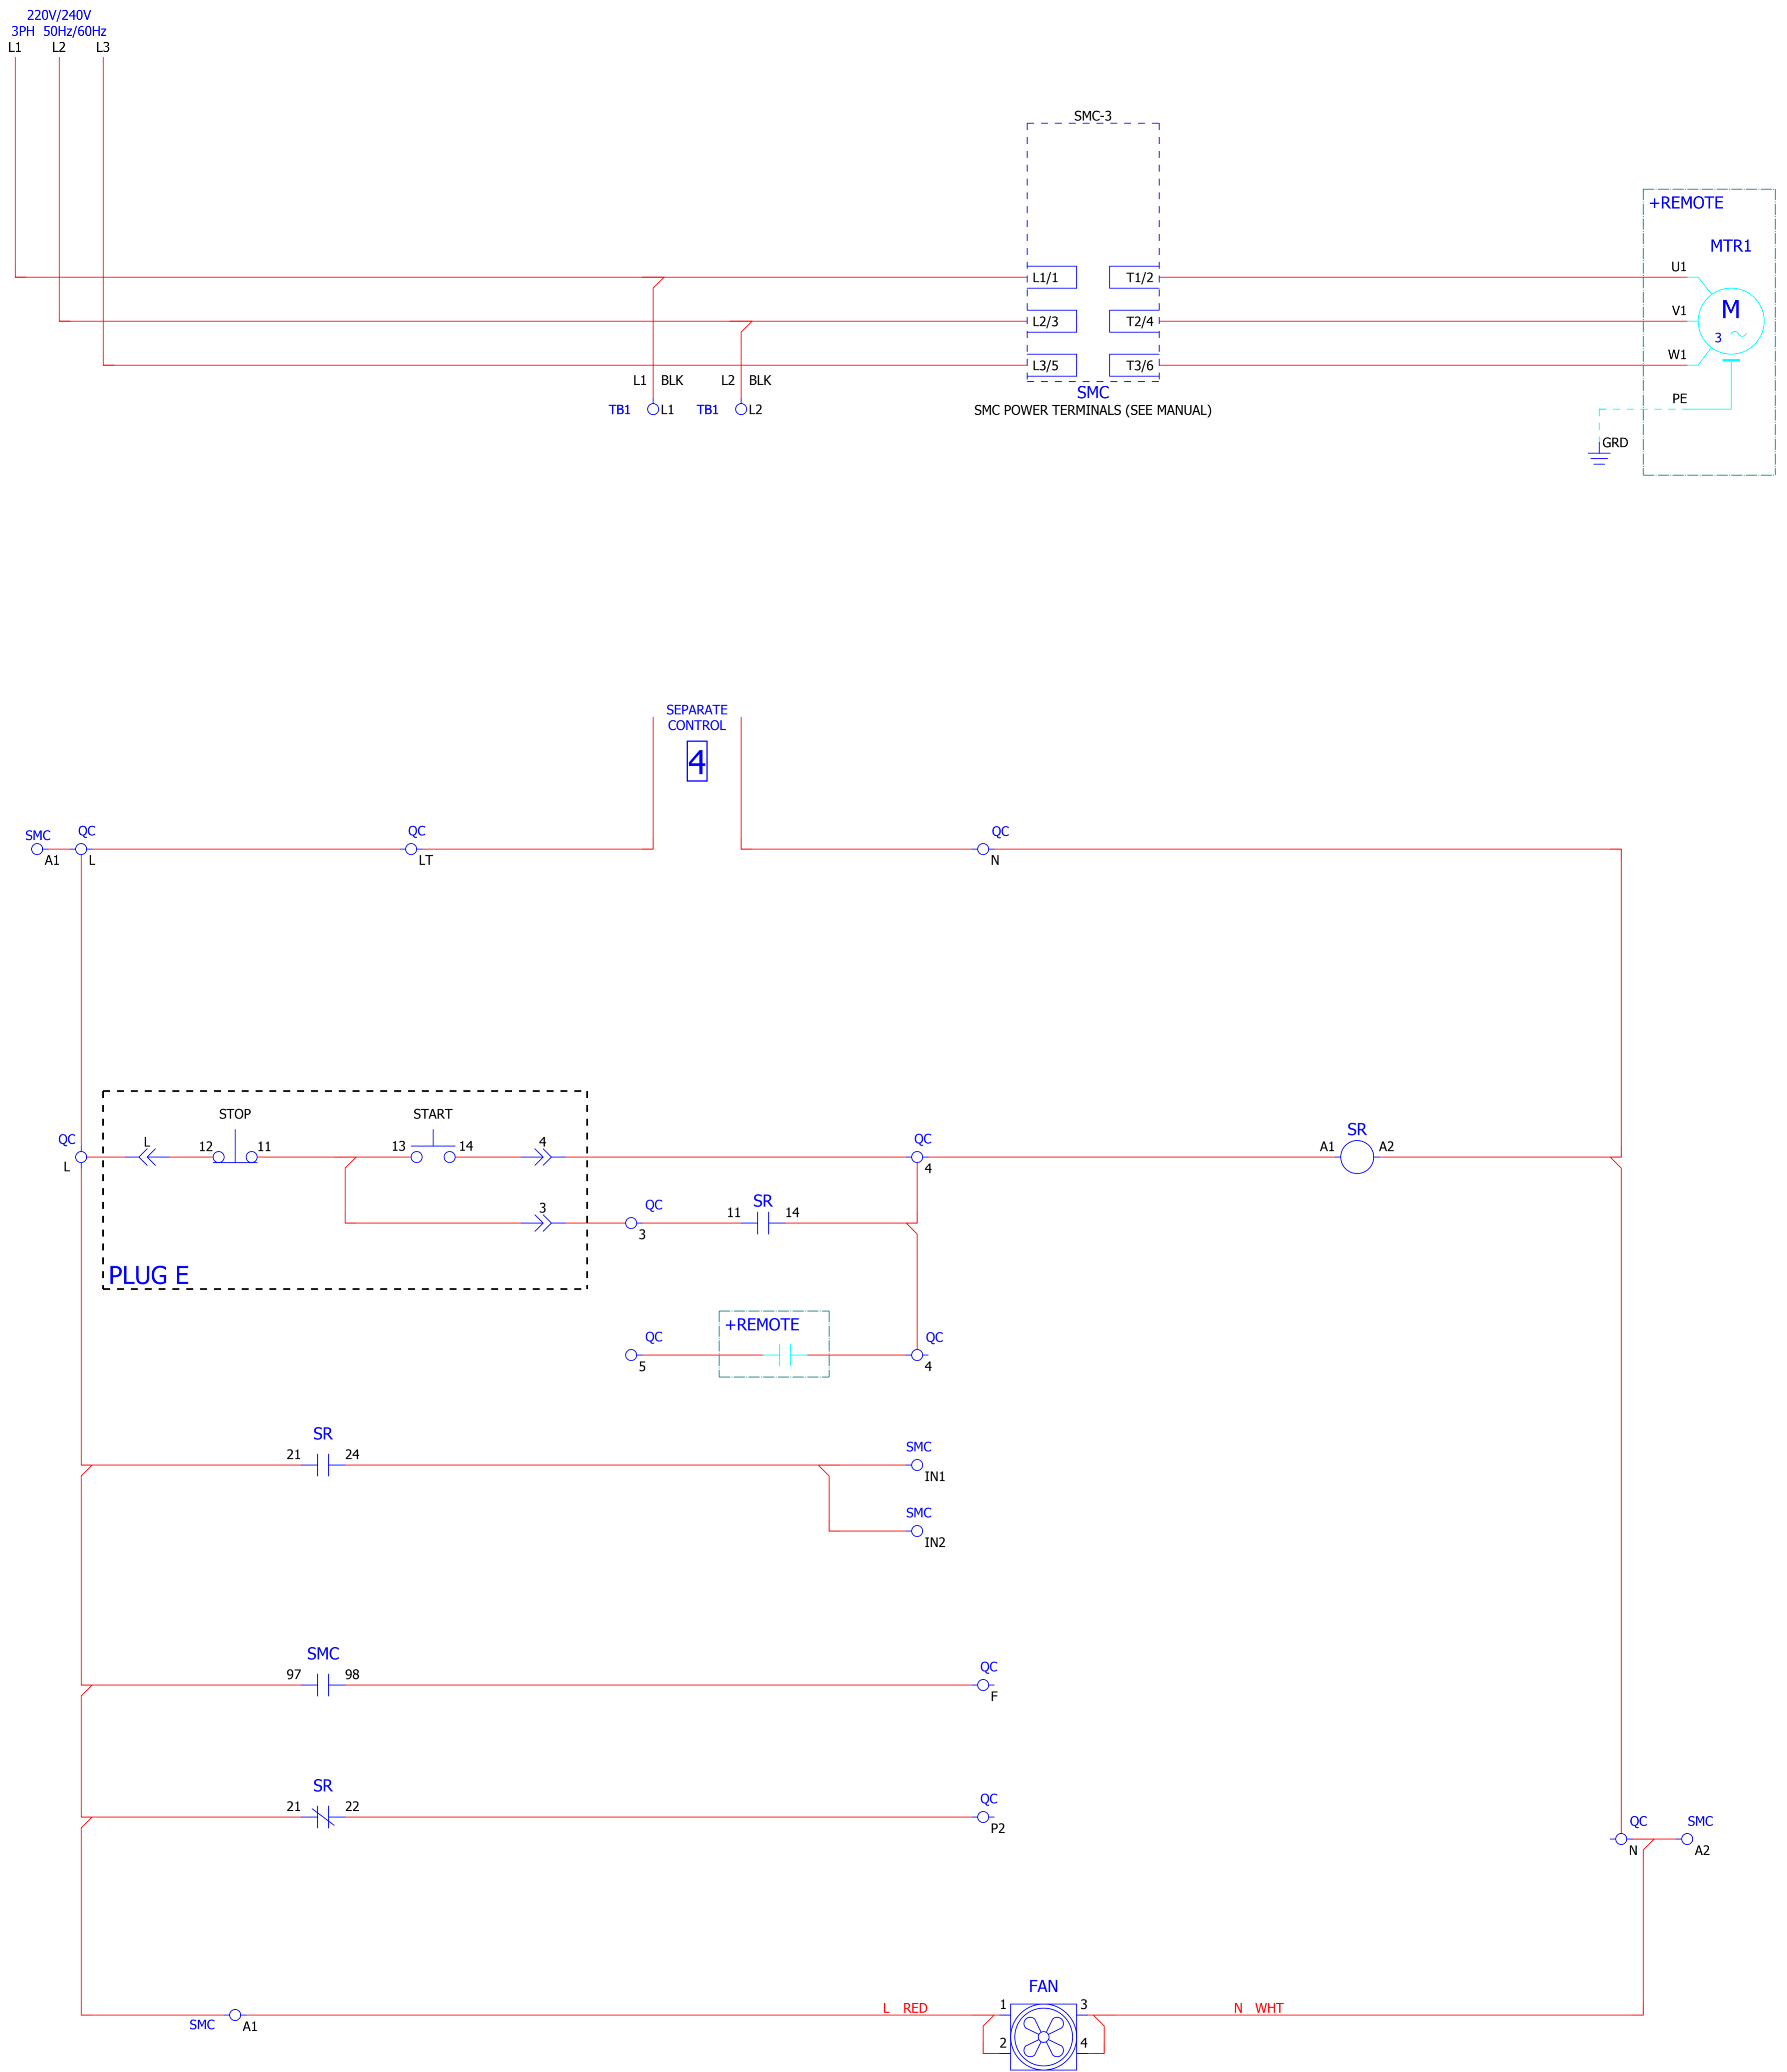 220V/240V
3PH 50Hz/60Hz
L1 L2 L3
SMC-3
+REMOTE
MTR1
L1/1 T1/2 U1
M
3
L2/3 T2/4 V1
L3/5 T3/6 W1
L1 BLK L2 BLK
SMC
TB1 L1 TB1 L2
SMC POWER TERMINALS (SEE MANUAL)
PE
GRD
SEPARATE
CONTROL
4
SMC QC QC QC
A1 L LT N
STOP START
QC L 12 11 13 14 4 QC A1 SR A2
L 4
3 QC 11 SR 14
3
PLUG E
+REMOTE
QC QC
5 4
SR SMC
21 24 IN1
SMC
IN2
SMC QC
97 98 F
SR QC
21 22 P2
QC SMC
N A2
FAN
L RED 1 3 N WHT
SMC A1
2 4